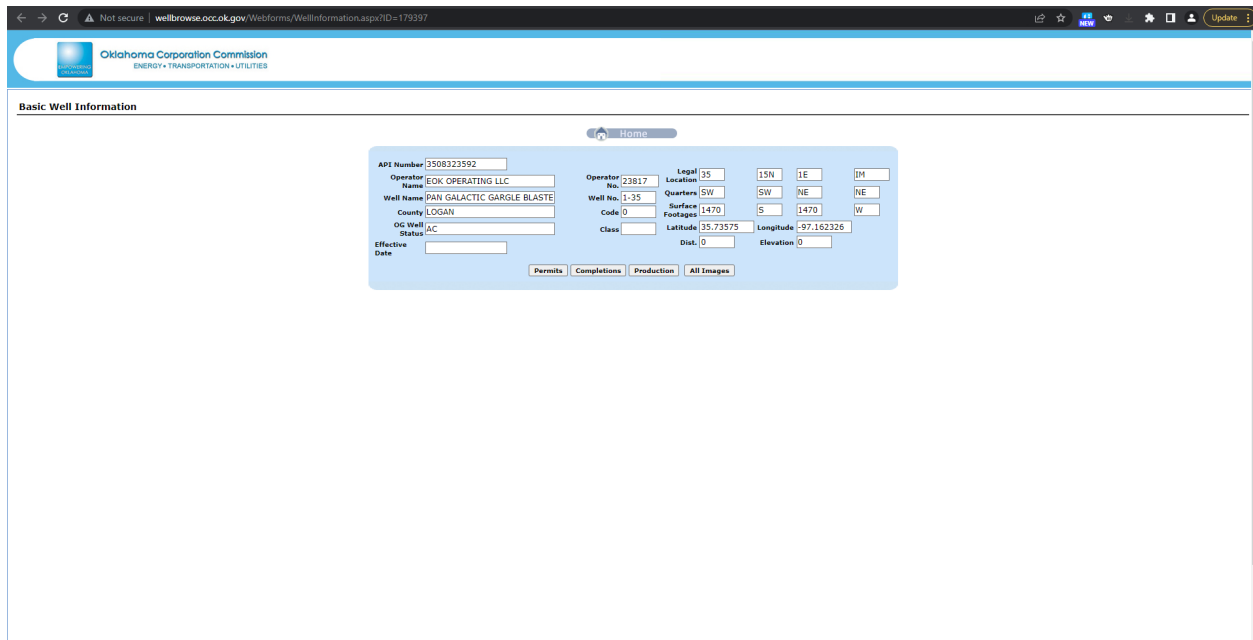 Not secure | wellbrowse.occ.ok.gov/Webforms/WellInformation.aspx?ID=179397
NEW
Update
Oklahoma Corporation Commission
ENERGY • TRANSPORTATION • UTILITIES
EMPOWERING
OKLAHOMA
Basic Well Information
Home
API Number 3508323592
Operator Name EOK OPERATING LLC Operator No. 23817 Legal Location 35 15N 1E IM
Well Name PAN GALACTIC GARGLE BLASTE Well No. 1-35 Quarters SW SW NE NE
County LOGAN Code 0 Surface Footages 1470 S 1470 W
OG Well Status AC Class Latitude 35.73575 Longitude -97.162326
Effective Date Dist. 0 Elevation 0
Permits Completions Production All Images